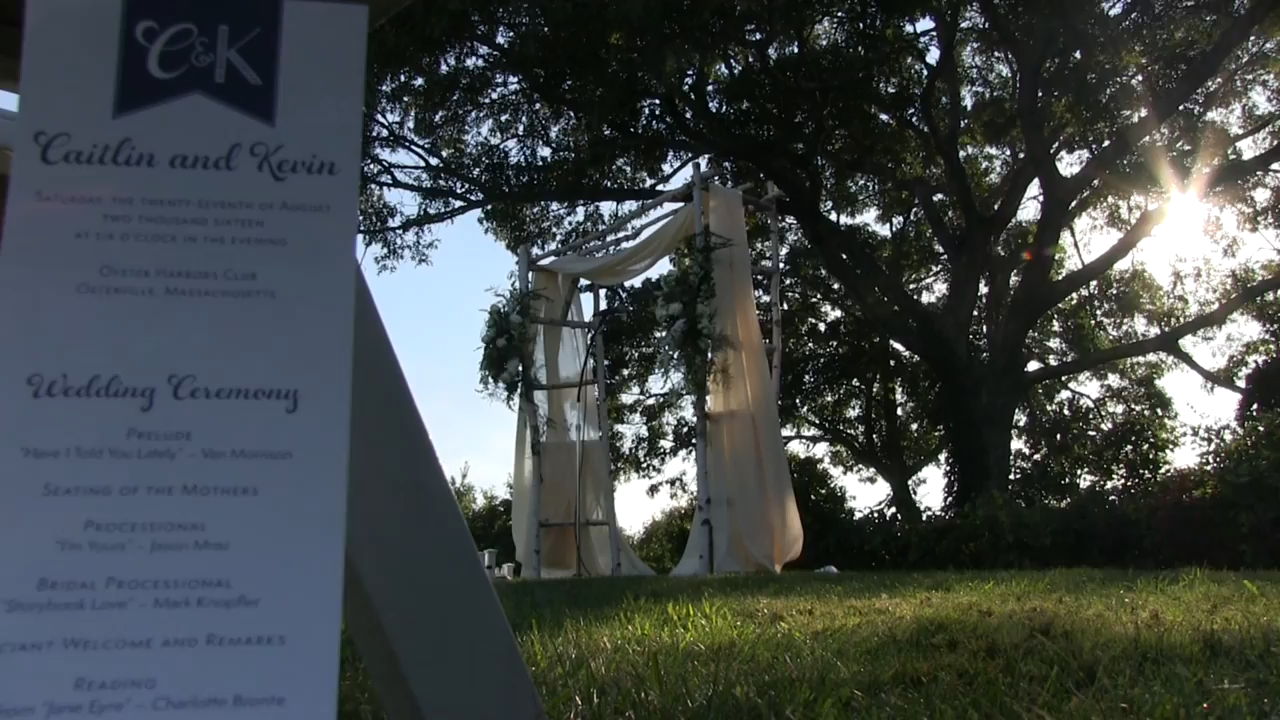 C&K
Caitlin and Kevin
SATURDAY, THE TWENTY-SEVENTH OF AUGUST
TWO THOUSAND SIXTEEN
AT SIX O'CLOCK IN THE EVENING
OYSTER HARBORS CLUB
OSTERVILLE, MASSACHUSETTS
Wedding Ceremony
PRELUDE
"Have I Told You Lately" – Van Morrison
SEATING OF THE MOTHERS
PROCESSIONAL
"I'm Yours" – Jason Mraz
BRIDAL PROCESSIONAL
"Storybook Love" – Mark Knopfler
WELCOME AND REMARKS
READING
from "Jane Eyre" – Charlotte Bronte